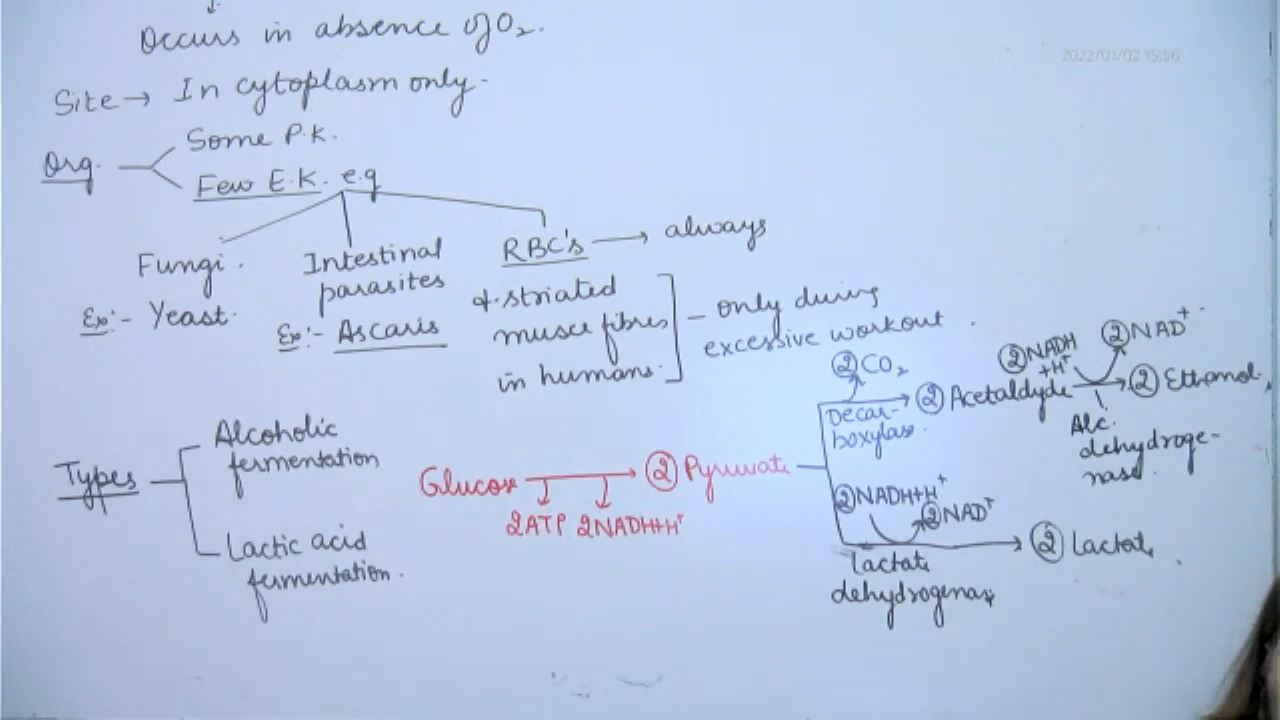 Occurs in absence of O₂.
2022/01/02 15:56
Site → In cytoplasm only.
Org.
Some P.K.
Few E.K. e.g
Fungi.
Ex:- Yeast.
Intestinal
parasites
Ex:- Ascaris
RBC's → always
& striated
musce fibres
in humans.
- only during
excessive workout.
Types
Alcoholic
fermentation
Lactic acid
fermentation.
Glucose → ② Pyruvate
2ATP 2NADH+H⁺
② CO₂
Decar-
boxylase.
② Acetaldyde → ② Ethanol.
② NADH
+H⁺
② NAD⁺
Alc.
dehydroge-
nase.
② NADH+H⁺
② NAD⁺
→ ② Lactate
Lactate
dehydrogenase